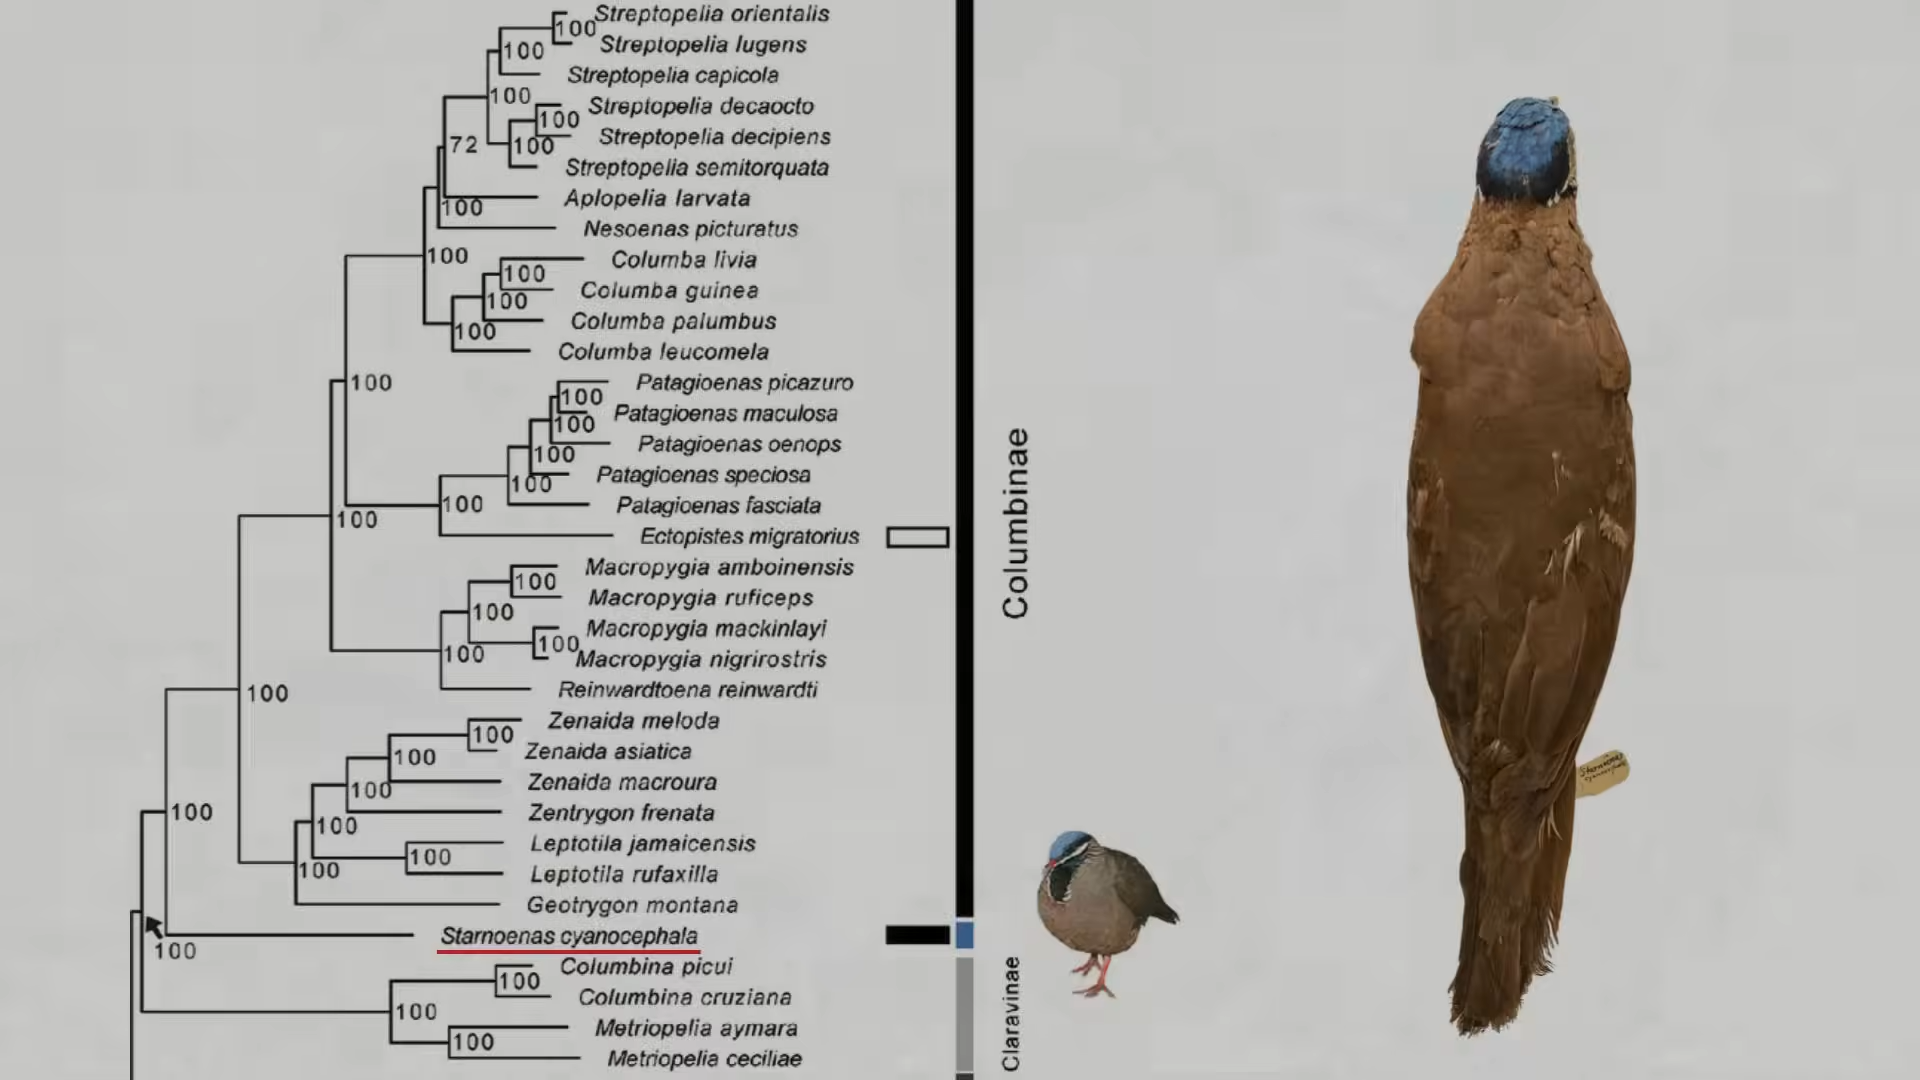 Streptopelia orientalis
100
Streptopelia lugens
100
Streptopelia capicola
100
Streptopelia decaocto
100
Streptopelia decipiens
72
100
Streptopelia semitorquata
Aplopelia larvata
100
Nesoenas picturatus
100
Columba livia
100
Columba guinea
100
Columba palumbus
100
Columba leucomela
100
Patagioenas picazuro
100
Patagioenas maculosa
100
Patagioenas oenops
100
Patagioenas speciosa
100
Patagioenas fasciata
100
100
Ectopistes migratorius
Macropygia amboinensis
100
Macropygia ruficeps
100
Macropygia mackinlayi
100
100
Macropygia nigrirostris
Reinwardtoena reinwardti
100
Zenaida meloda
100
Zenaida asiatica
100
Zenaida macroura
100
Zentrygon frenata
100
100
Leptotila jamaicensis
100
Leptotila rufaxilla
100
Geotrygon montana
Starnoenas cyanocephala
100
Columbina picui
100
Columbina cruziana
100
Metriopelia aymara
100
Metriopelia ceciliae
Columbinae
Claravinae